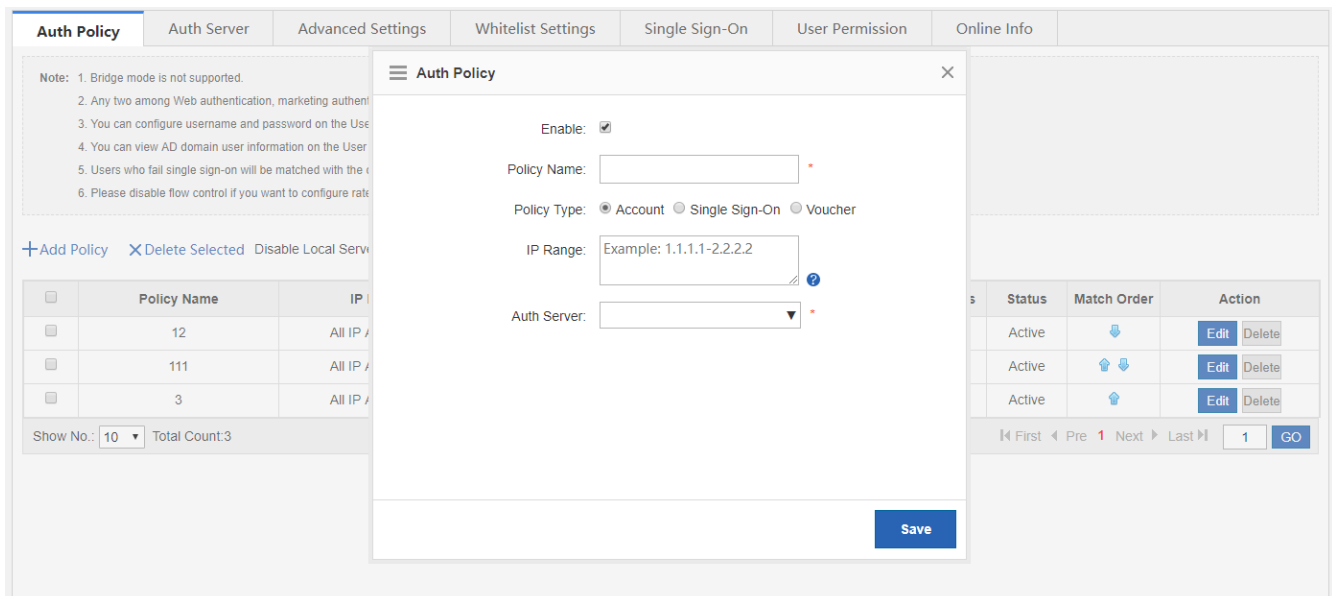 Auth Policy Auth Server Advanced Settings Whitelist Settings Single Sign-On User Permission Online Info
Auth Policy
Note: 1. Bridge mode is not supported.
2. Any two among Web authentication, marketing
3. You can configure username and password on the
4. You can view AD domain user information on the User
5. Users who fail single sign-on will be matched with the
6. Please disable flow control if you want to configure
Enable:
Policy Name: *
Policy Type: Account Single Sign-On Voucher
IP Range: Example: 1.1.1.1-2.2.2.2
?
Auth Server: *
Save
+Add Policy Delete Selected Disable Local
Policy Name IP s Status Match Order Action
12 All IP Active Edit Delete
111 All IP Active Edit Delete
3 All IP Active Edit Delete
Show No.: 10 Total Count:3 First Pre 1 Next Last 1 GO